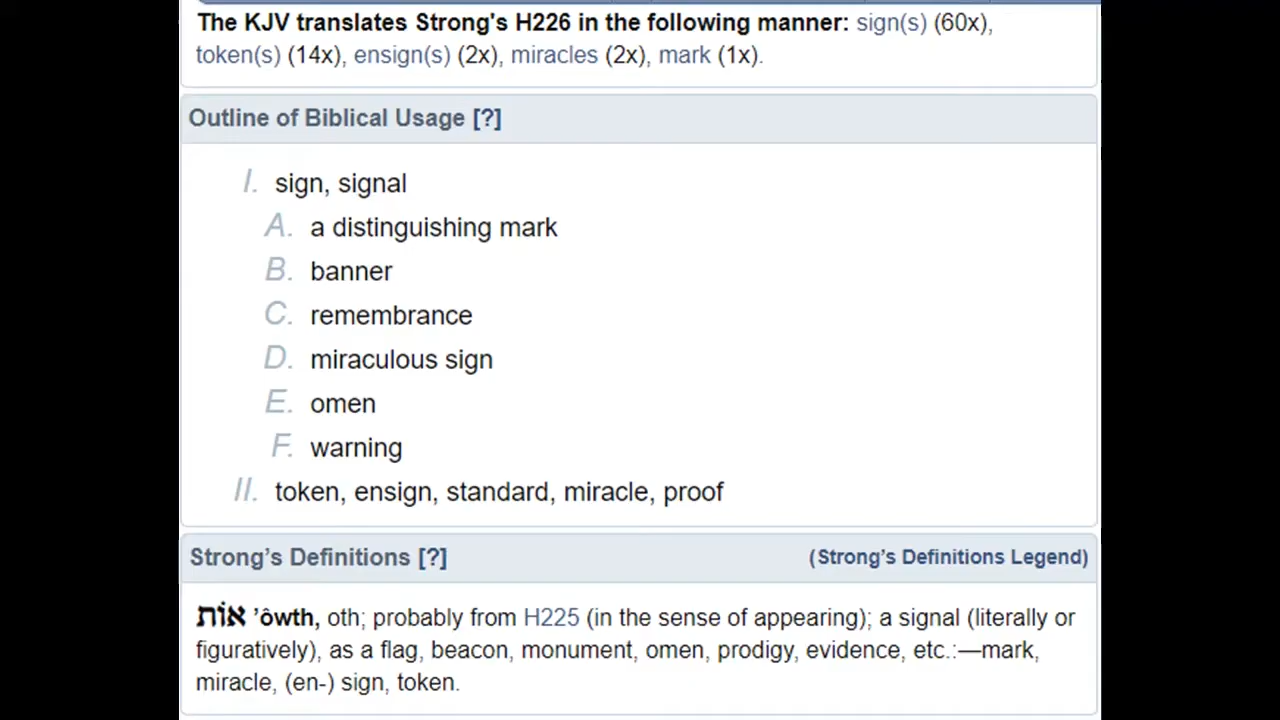 The KJV translates Strong's H226 in the following manner: sign(s) (60x),
token(s) (14x), ensign(s) (2x), miracles (2x), mark (1x).
Outline of Biblical Usage [?]
I. sign, signal
A. a distinguishing mark
B. banner
C. remembrance
D. miraculous sign
E. omen
F. warning
II. token, ensign, standard, miracle, proof
Strong’s Definitions [?] (Strong’s Definitions Legend)
אוֹת ʼôwth, oth; probably from H225 (in the sense of appearing); a signal (literally or
figuratively), as a flag, beacon, monument, omen, prodigy, evidence, etc.:—mark,
miracle, (en-) sign, token.